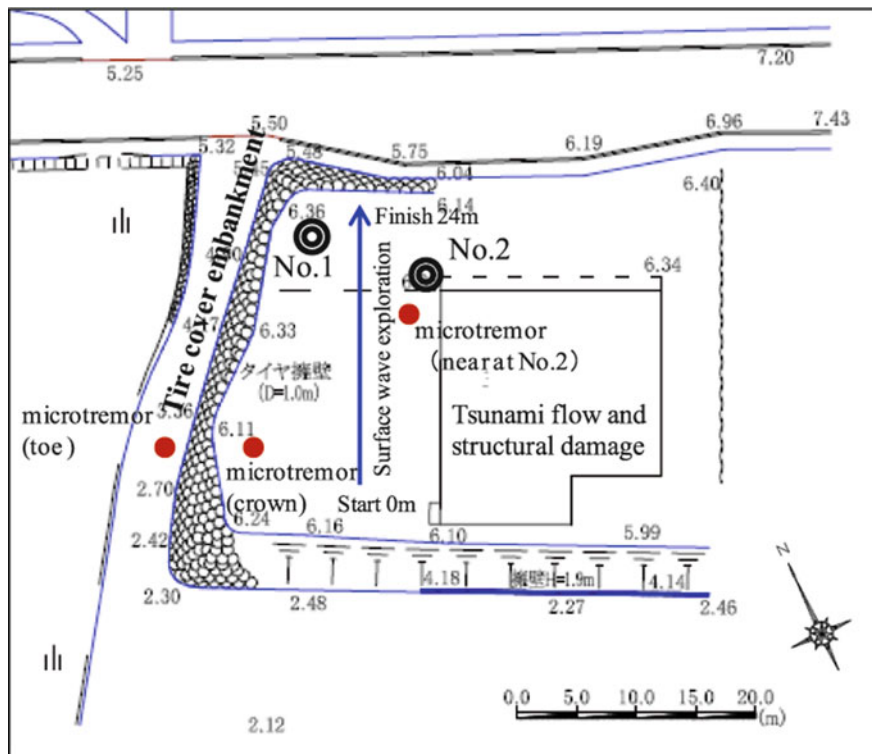 7.20
5.25
5.50
7.43
6.96
6.19
5.32
5.48
5.75
6.04
6.40
6.14
6.36
Finish 24m
No.1
No.2
6.34
Tire cover embankment
Surface wave exploration
6.33
microtremor
(near at No.2)
タイヤ擁壁
(D=1.0m)
microtremor
(toe )
6.11
Tsunami flow and
structural damage
microtremor
(crown)
2.70
Start 0m
6.24
6.16
6.10
5.99
2.42
4.18
擁壁H=1.9m
4.14
2.30
2.48
2.27
2.46
N
2.12
0.0 5.0 10.0 15.0 20.0
(m)